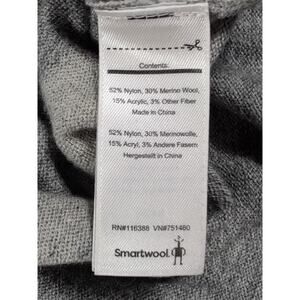 Contents:
52% Nylon, 30% Merino Wool,
15% Acrylic, 3% Other Fiber
Made in China
52% Nylon, 30% Merinowolle,
15% Acryl, 3% Andere Fasern
Hergestellt in China
RN#116388 VN#751460
Smartwool